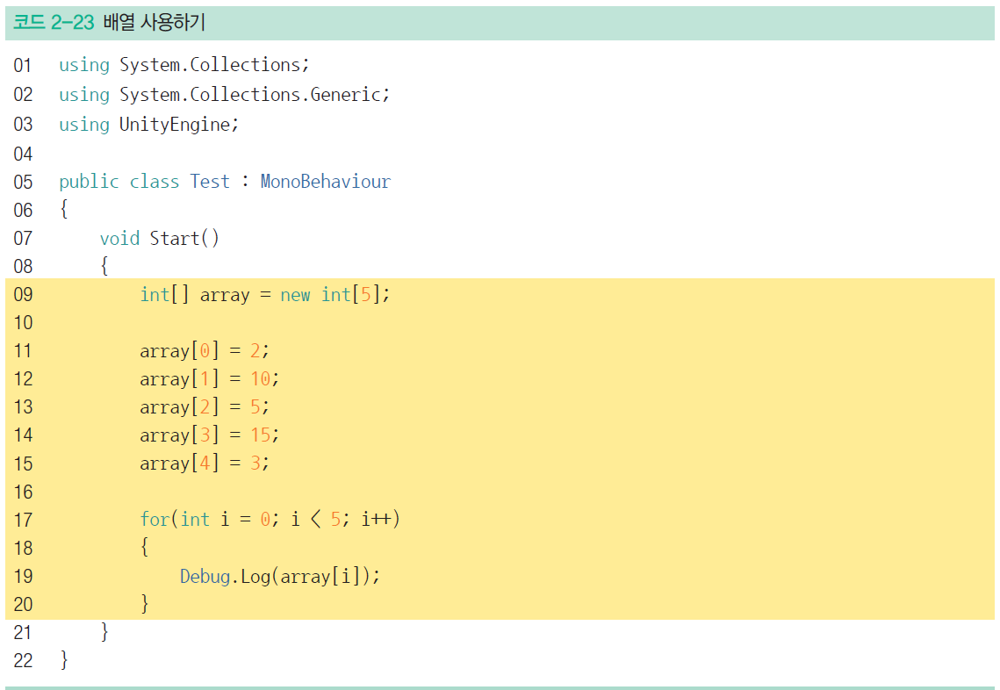 코드 2-23 배열 사용하기
01 using System.Collections;
02 using System.Collections.Generic;
03 using UnityEngine;
04
05 public class Test : MonoBehaviour
06 {
07     void Start()
08     {
09         int[] array = new int[5];
10
11         array[0] = 2;
12         array[1] = 10;
13         array[2] = 5;
14         array[3] = 15;
15         array[4] = 3;
16
17         for(int i = 0; i < 5; i++)
18         {
19             Debug.Log(array[i]);
20         }
21     }
22 }